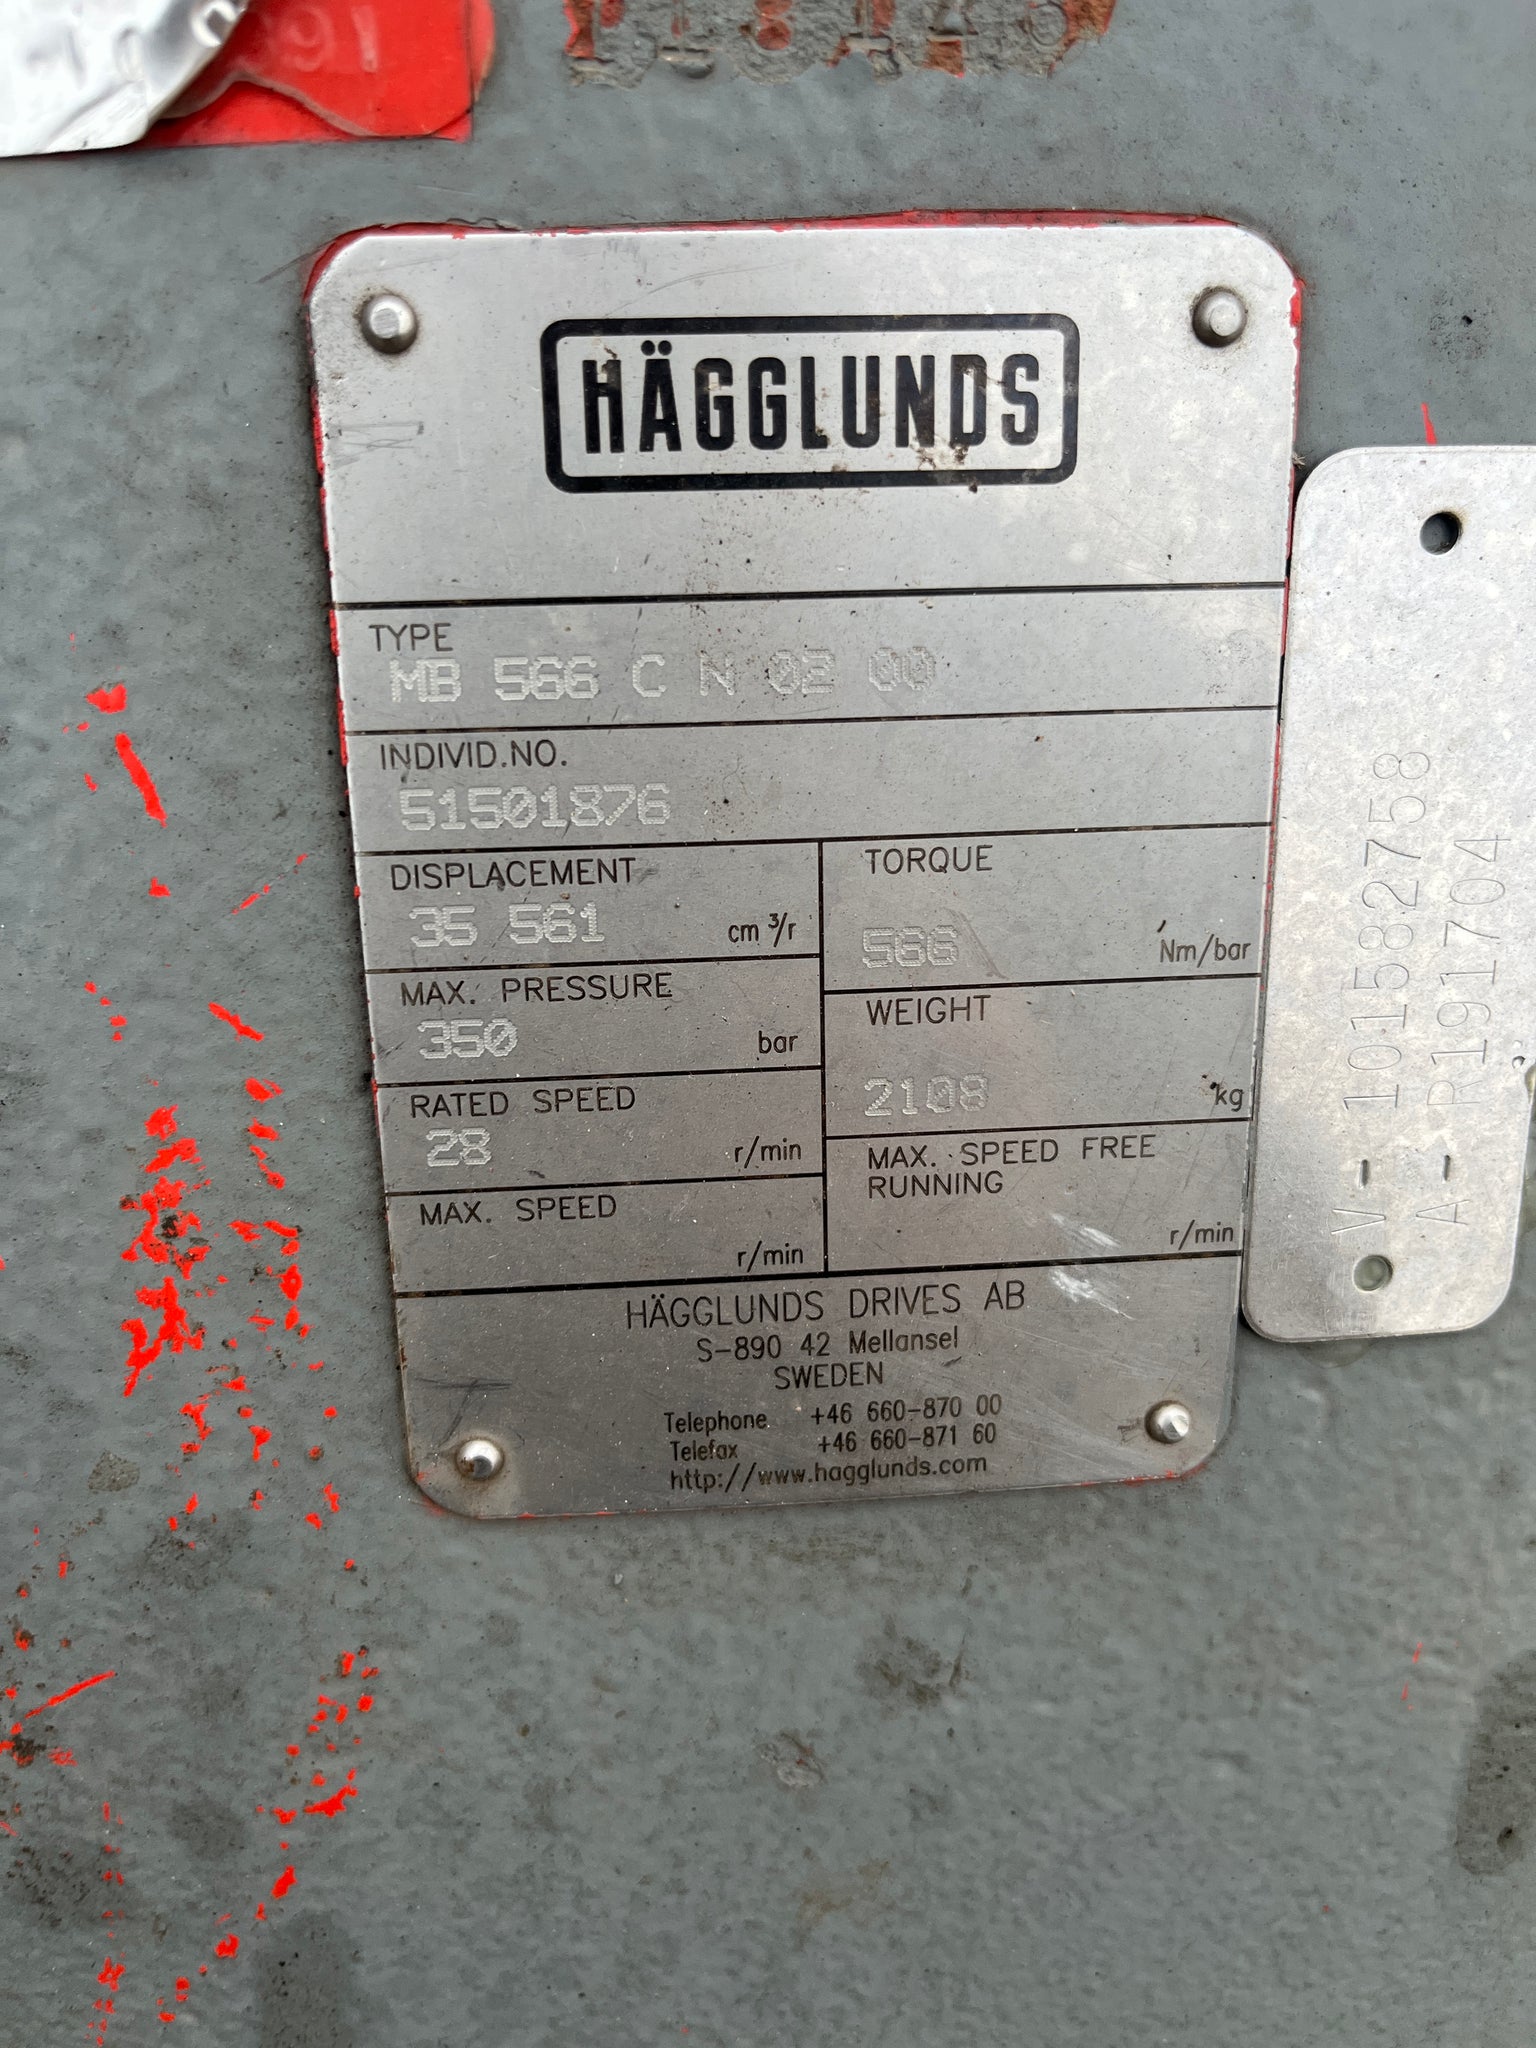 391
HÄGGLUNDS
TYPE
MB 566 C N 02 00
INDIVID.NO.
51501876
DISPLACEMENT
35 561 cm ³/r
TORQUE
566 Nm/bar
MAX. PRESSURE
350 bar
WEIGHT
2108 kg
RATED SPEED
28 r/min
MAX. SPEED FREE
RUNNING
r/min
MAX. SPEED
r/min
HÄGGLUNDS DRIVES AB
S-890 42 Mellansel
SWEDEN
Telephone +46 660-870 00
Telefax +46 660-871 60
http://www.hagglunds.com
V - 101582758
A - R191704